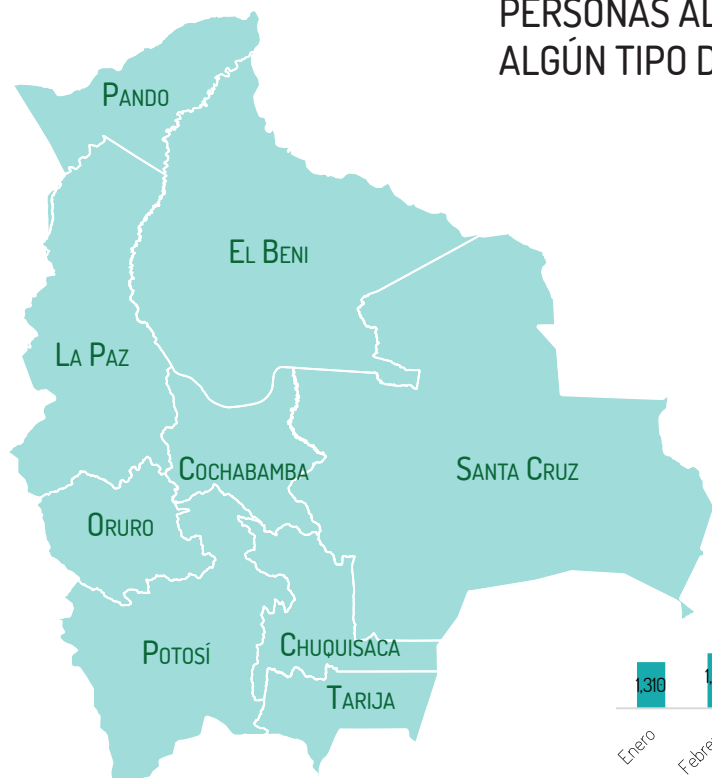 PERSONAS AL
ALGÚN TIPO D
PANDO
EL BENI
LA PAZ
COCHABAMBA
SANTA CRUZ
ORURO
POTOSÍ
CHUQUISACA
TARIJA
1,310
Enero